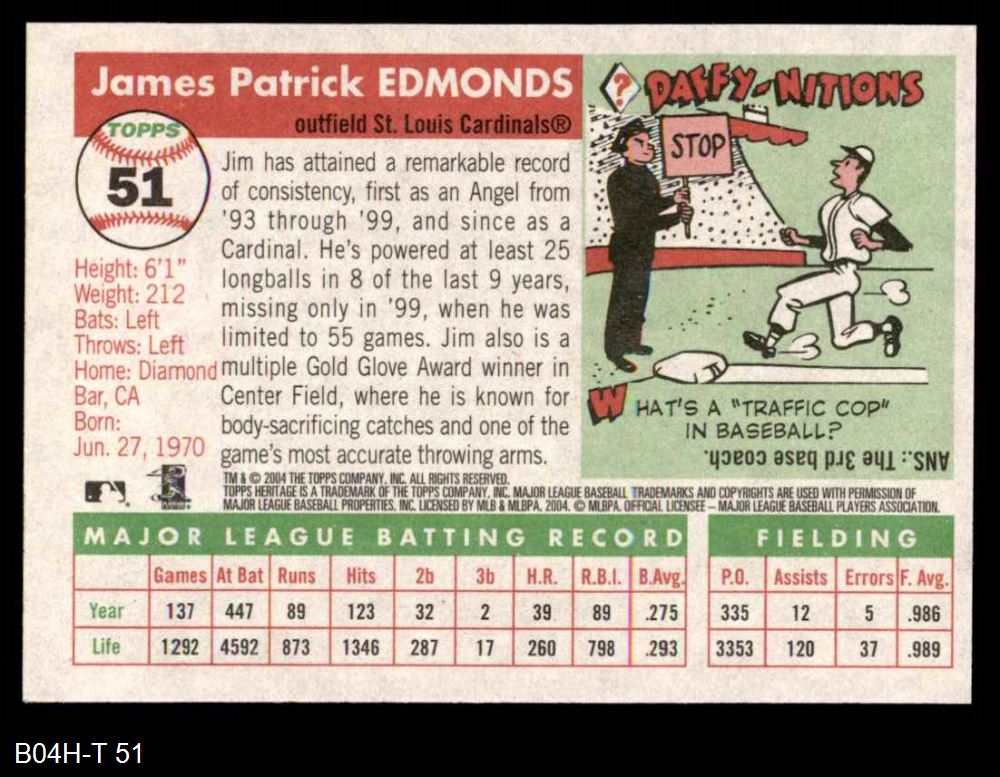 James Patrick EDMONDS
outfield St. Louis Cardinals®
TOPPS
51
Height: 6'1"
Weight: 212
Bats: Left
Throws: Left
Home: Diamond
Bar, CA
Born:
Jun. 27, 1970
Jim has attained a remarkable record
of consistency, first as an Angel from
'93 through '99, and since as a
Cardinal. He's powered at least 25
longballs in 8 of the last 9 years,
missing only in '99, when he was
limited to 55 games. Jim also is a
multiple Gold Glove Award winner in
Center Field, where he is known for
body-sacrificing catches and one of the
game's most accurate throwing arms.
?
DAFFY-NITIONS
STOP
WHAT'S A "TRAFFIC COP"
IN BASEBALL?
ANS.: The 3rd base coach.
TM & © 2004 THE TOPPS COMPANY, INC. ALL RIGHTS RESERVED.
TOPPS HERITAGE IS A TRADEMARK OF THE TOPPS COMPANY, INC. MAJOR LEAGUE BASEBALL TRADEMARKS AND COPYRIGHTS ARE USED WITH PERMISSION OF
MAJOR LEAGUE BASEBALL PROPERTIES, INC. LICENSED BY MLB & MLBPA, 2004. © MLBPA. OFFICIAL LICENSEE – MAJOR LEAGUE BASEBALL PLAYERS ASSOCIATION.
MAJOR LEAGUE BATTING RECORD
Games At Bat Runs Hits 2b 3b H.R. R.B.I. B.Avg.
Year 137 447 89 123 32 2 39 89 .275
Life 1292 4592 873 1346 287 17 260 798 .293
FIELDING
P.O. Assists Errors F. Avg.
335 12 5 .986
3353 120 37 .989
B04H-T 51